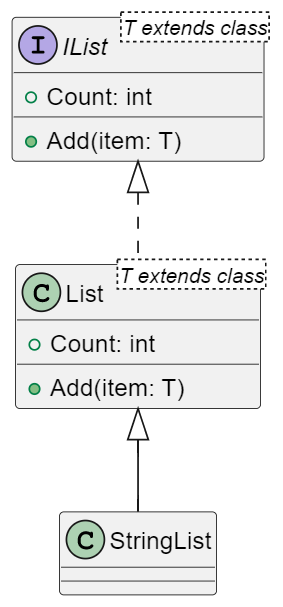 T extends class
I IList
Count: int
Add(item: T)
T extends class
C List
Count: int
Add(item: T)
C StringList